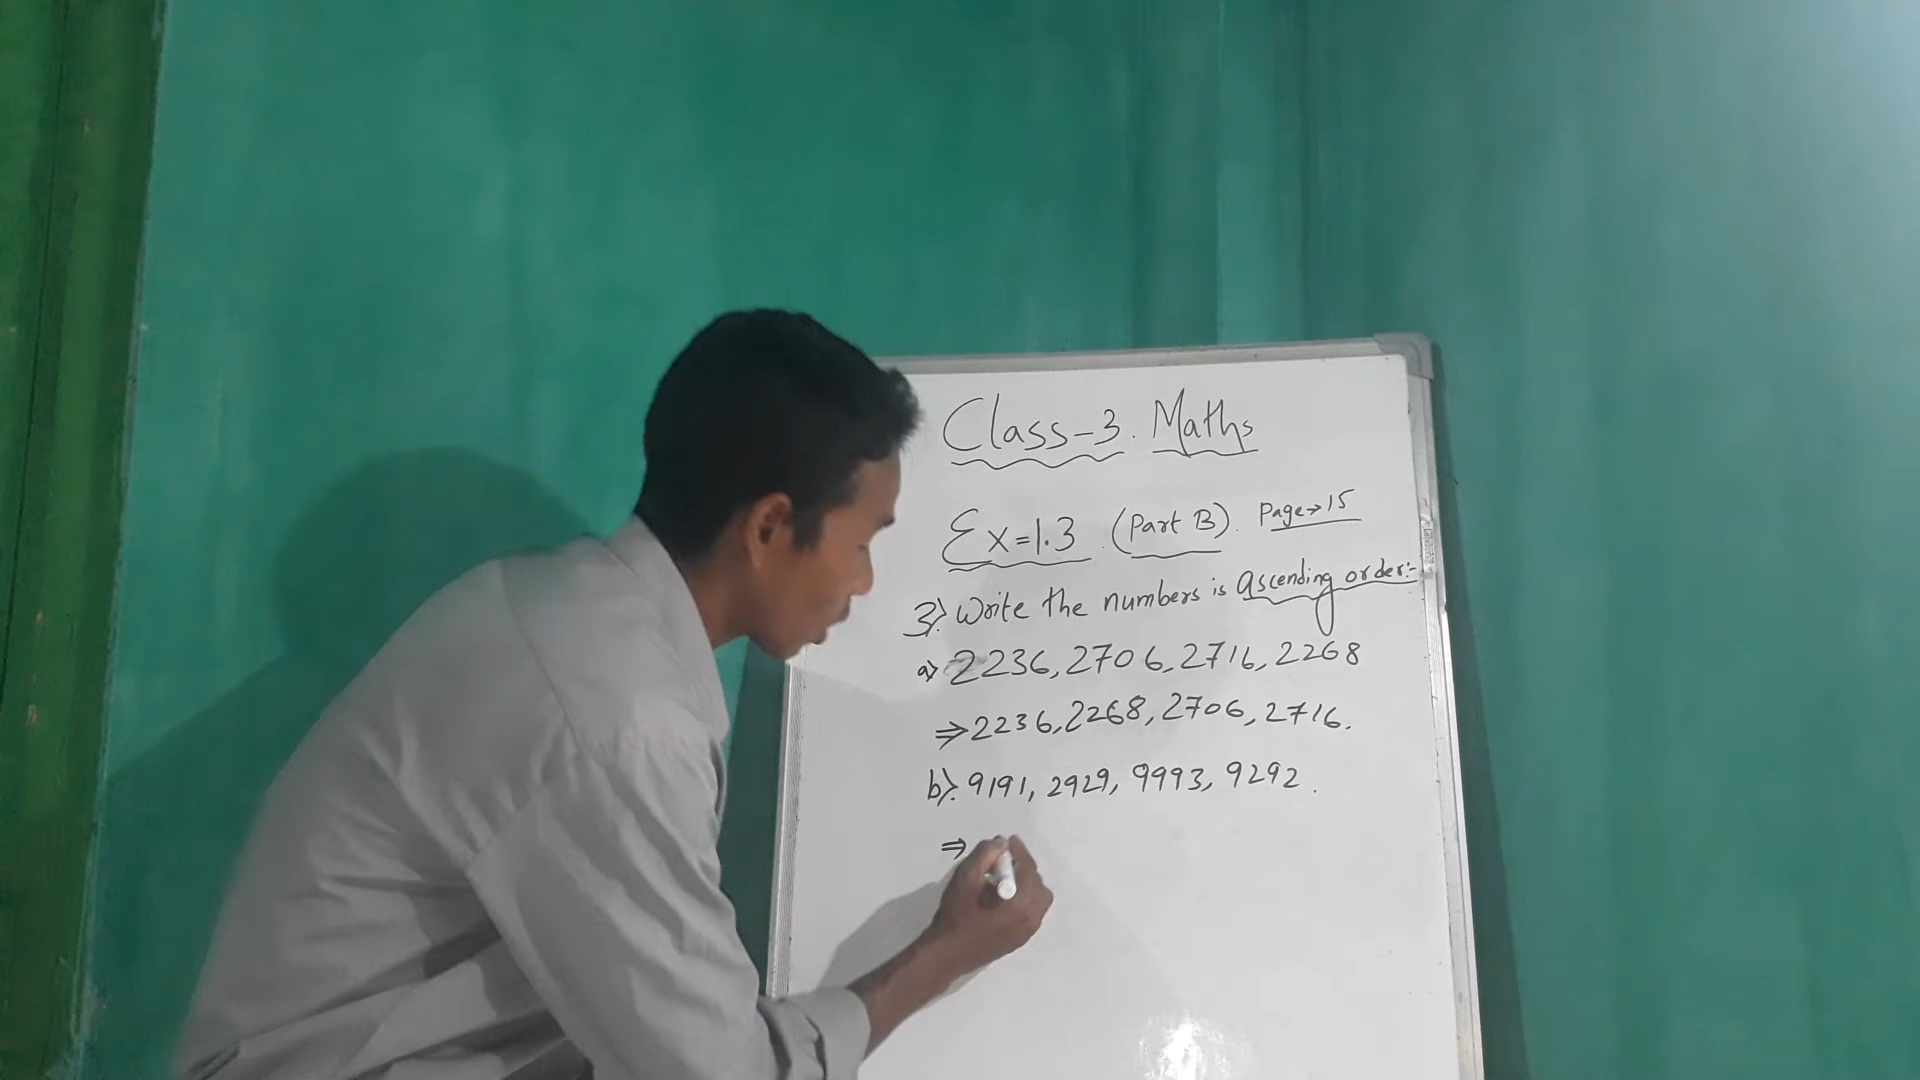 Class-3. Maths
Ex=1.3 (Part B). Page→15
3). Write the numbers is ascending order:-
a) 2236, 2706, 2716, 2268
⇒ 2236, 2268, 2706, 2716.
b). 9191, 2929, 9993, 9292.
⇒